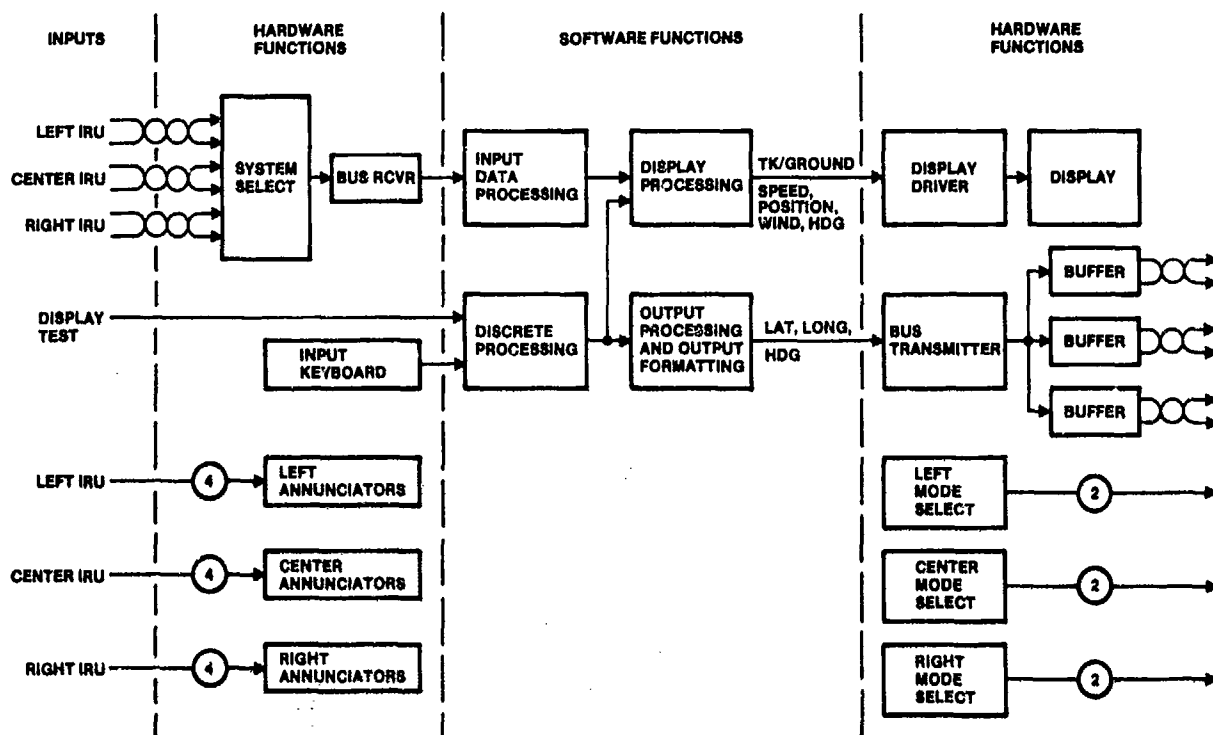 INPUTS
HARDWARE
FUNCTIONS
SOFTWARE FUNCTIONS
HARDWARE
FUNCTIONS
LEFT IRU
CENTER IRU
RIGHT IRU
SYSTEM
SELECT
BUS RCVR
INPUT
DATA
PROCESSING
DISPLAY
PROCESSING
TK/GROUND
SPEED,
POSITION,
WIND, HDG
DISPLAY
DRIVER
DISPLAY
DISPLAY
TEST
INPUT
KEYBOARD
DISCRETE
PROCESSING
OUTPUT
PROCESSING
AND OUTPUT
FORMATTING
LAT, LONG,
HDG
BUS
TRANSMITTER
BUFFER
BUFFER
BUFFER
LEFT IRU
4
LEFT
ANNUNCIATORS
LEFT
MODE
SELECT
2
CENTER IRU
4
CENTER
ANNUNCIATORS
CENTER
MODE
SELECT
2
RIGHT IRU
4
RIGHT
ANNUNCIATORS
RIGHT
MODE
SELECT
2